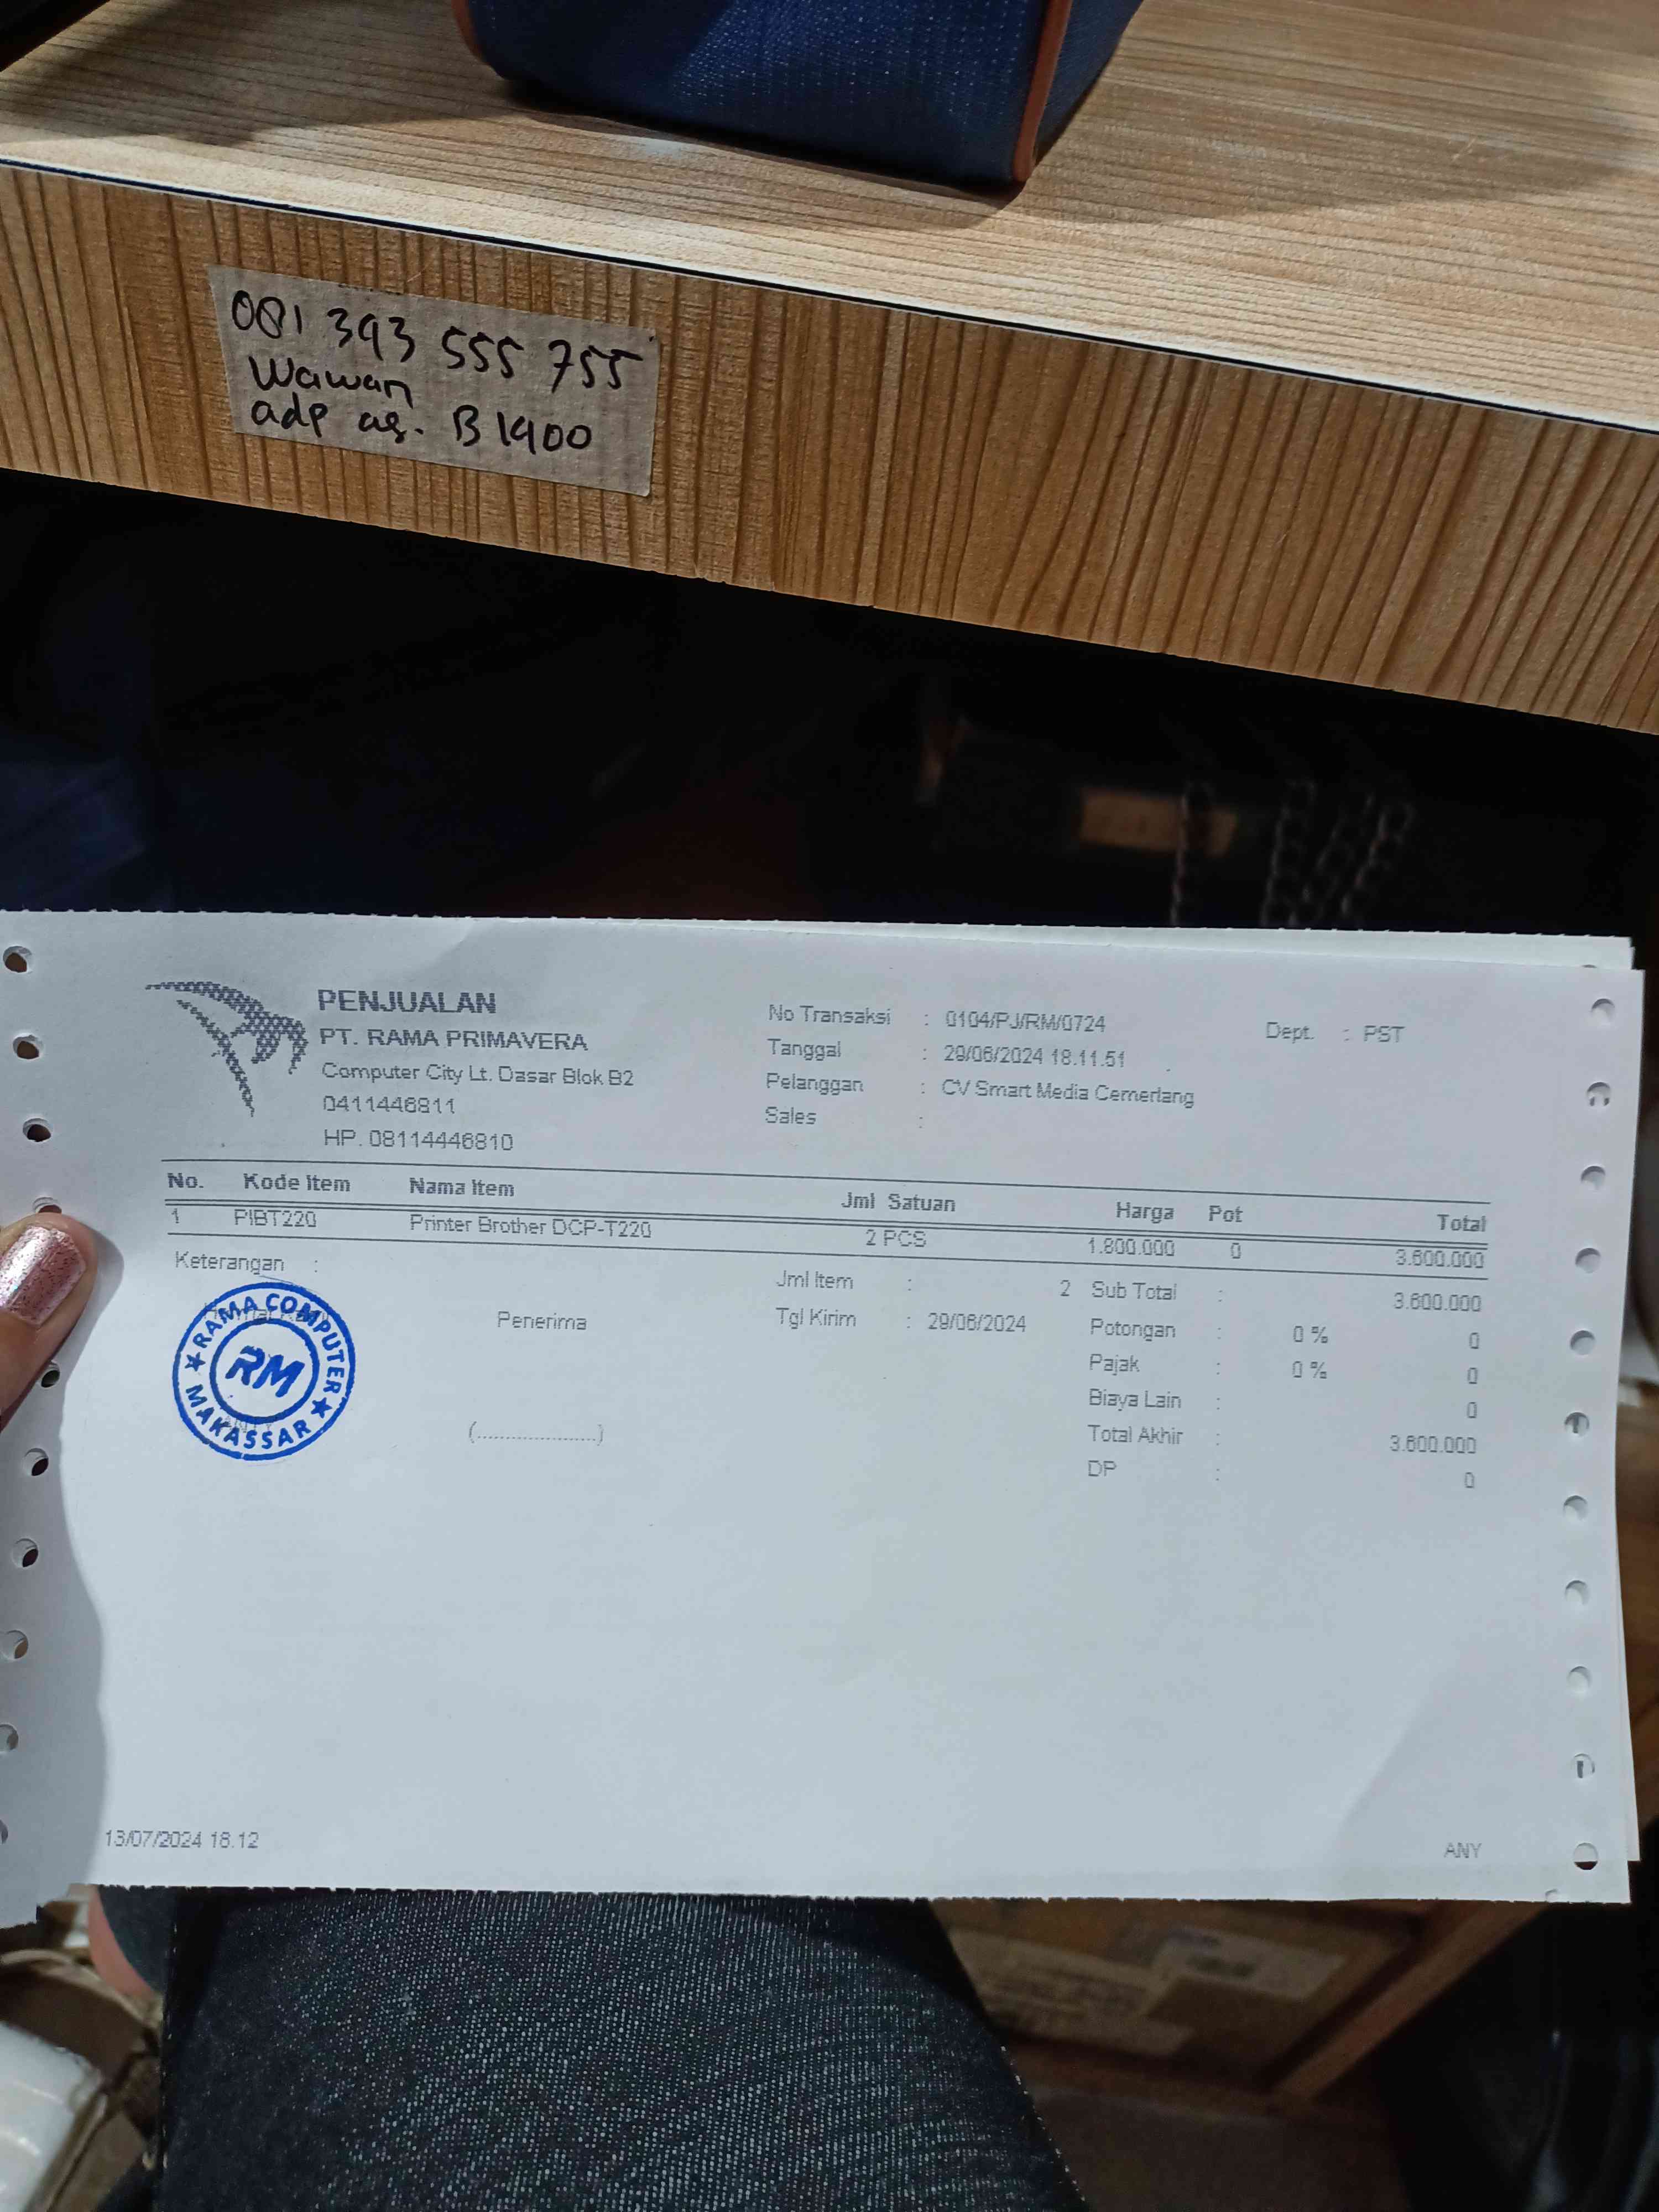 081 393 555 755
Wawan
adp as. B1400
PENJUALAN
PT. RAMA PRIMAVERA
Computer City Lt. Dasar Blok B2
0411446811
HP. 08114446810
No Transaksi : 0104/PJ/RM/0724
Tanggal : 29/06/2024 18.11.51
Pelanggan : CV Smart Media Cemerlang
Sales :
Dept. : PST
No. Kode Item Nama Item Jml Satuan Harga Pot Total
1 PIBT220 Printer Brother DCP-T220 2 PCS 1.800.000 0 3.600.000
Keterangan :
Jml Item : 2
Tgl Kirim : 29/06/2024
Sub Total : 3.600.000
Potongan : 0 % 0
Pajak : 0 % 0
Biaya Lain : 0
Total Akhir : 3.600.000
DP : 0
Penerima
(.....................)
RAMA COMPUTER
RM
MAKASSAR
13/07/2024 18.12
ANY